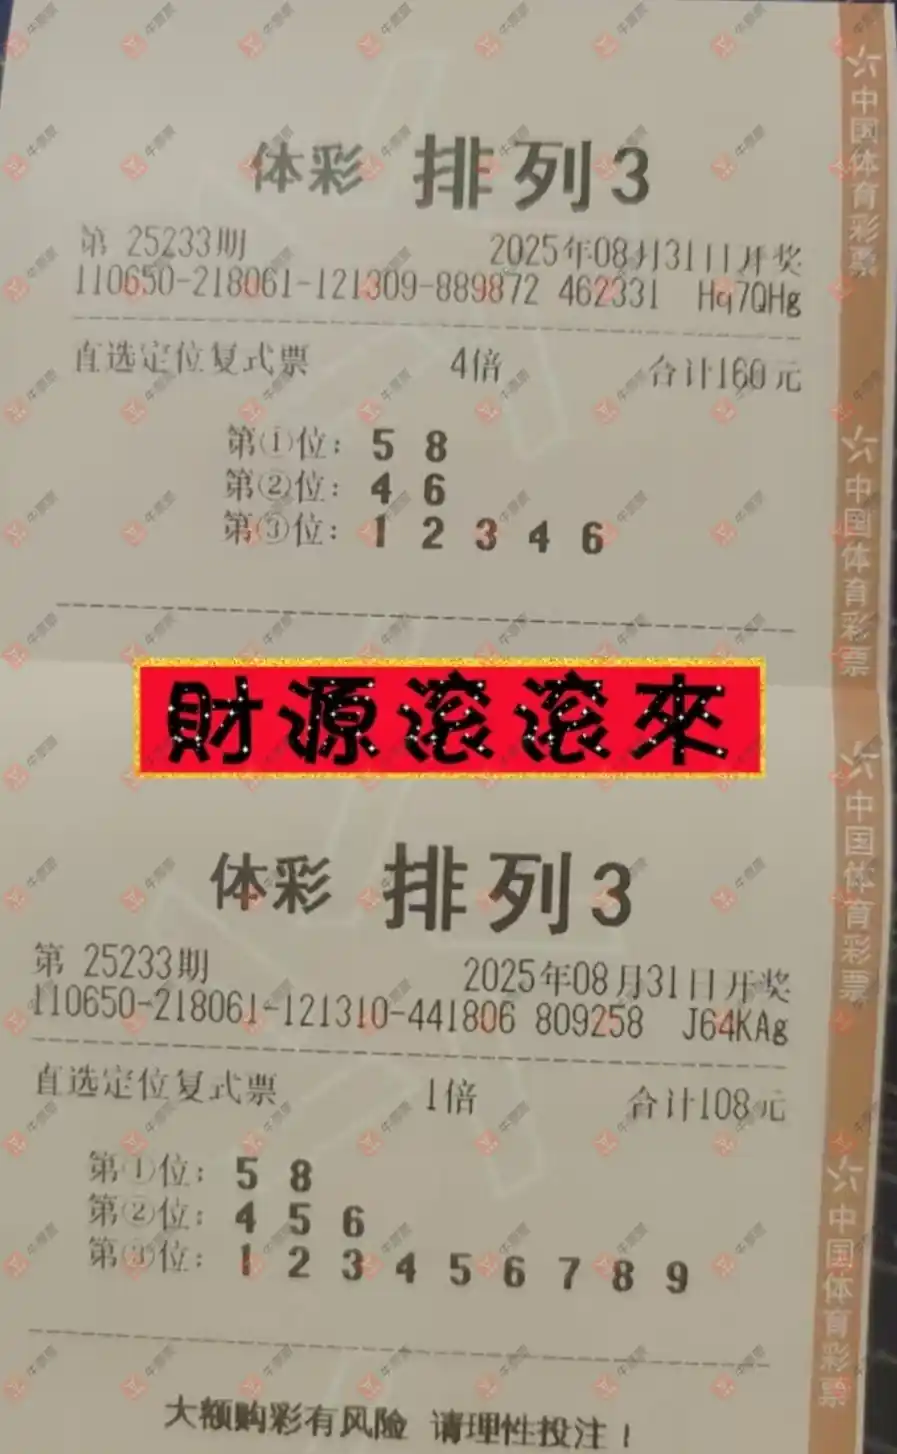 体彩 排列3
第 25233期 2025年08月31日开奖
110650-218061-121309-889872 462331 Hq7QHg
直选定位复式票 4倍 合计160元
第①位: 5 8
第②位: 4 6
第③位: 1 2 3 4 6
財源滾滾來
体彩 排列3
第 25233期 2025年08月31日开奖
110650-218061-121310-441806 809258 J64KAg
直选定位复式票 1倍 合计108元
第①位: 5 8
第②位: 4 5 6
第③位: 1 2 3 4 5 6 7 8 9
大额购彩有风险 请理性投注!
中国体育彩票
中国体育彩票
中国体育彩票
中国体育彩票